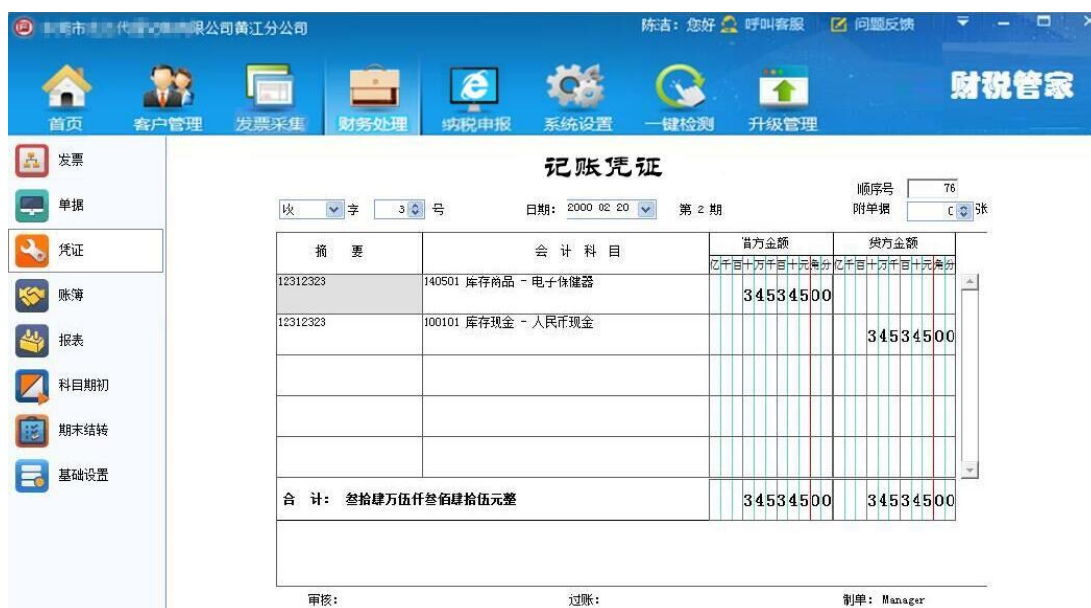 市 代 限公司黄江分公司 陈洁：您好 呼叫客服 问题反馈
首页 客户管理 发票采集 财务处理 纳税申报 系统设置 一键检测 升级管理 财税管家
发票
单据
凭证
账簿
报表
科目期初
期末结转
基础设置
记账凭证
顺序号 76
字 3 号 日期： 2000 02 20 第 2 期 附单据 张
摘 要 会 计 科 目 借方金额 贷方金额
亿千百十万千百十元角分 亿千百十万千百十元角分
12312323 140501 库存商品 - 电子保健器 34534500
12312323 100101 库存现金 - 人民币现金 34534500
合 计： 叁拾肆万伍仟叁佰肆拾伍元整 34534500 34534500
审核： 过账： 制单： Manager